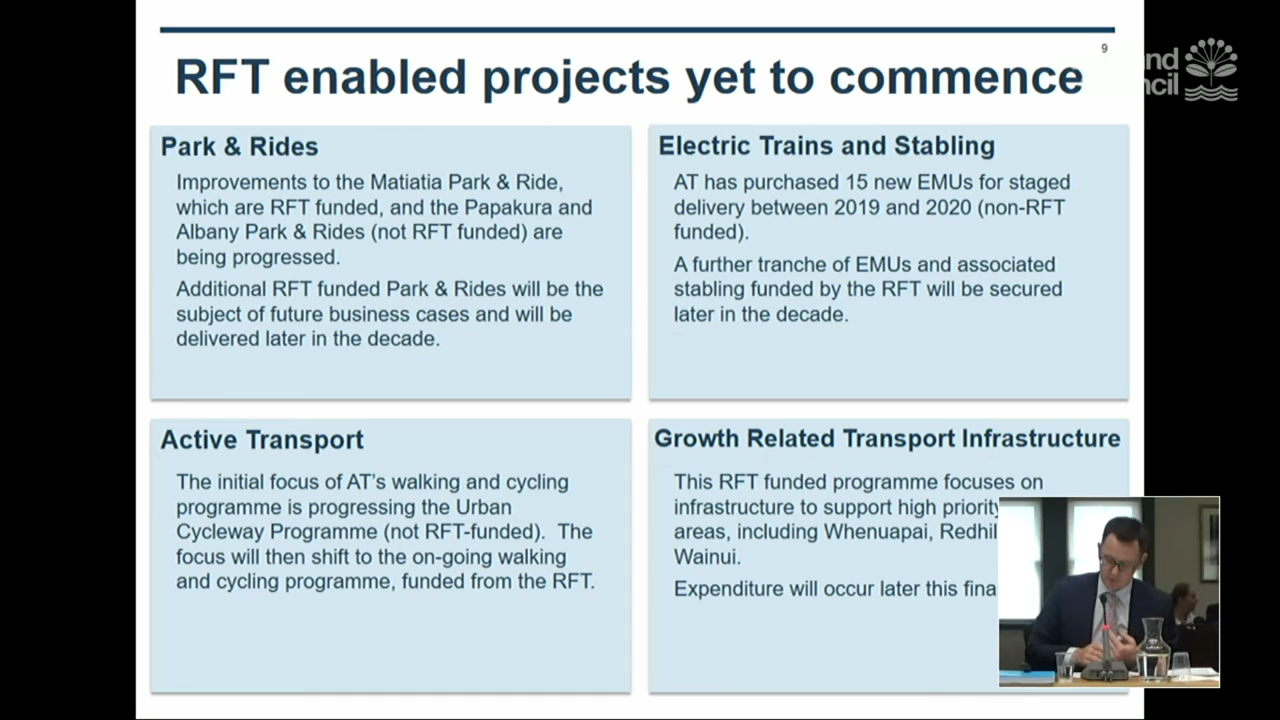 9
RFT enabled projects yet to commence
Park & Rides
Improvements to the Matiatia Park & Ride,
which are RFT funded, and the Papakura and
Albany Park & Rides (not RFT funded) are
being progressed.
Additional RFT funded Park & Rides will be the
subject of future business cases and will be
delivered later in the decade.
Electric Trains and Stabling
AT has purchased 15 new EMUs for staged
delivery between 2019 and 2020 (non-RFT
funded).
A further tranche of EMUs and associated
stabling funded by the RFT will be secured
later in the decade.
Active Transport
The initial focus of AT’s walking and cycling
programme is progressing the Urban
Cycleway Programme (not RFT-funded). The
focus will then shift to the on-going walking
and cycling programme, funded from the RFT.
Growth Related Transport Infrastructure
This RFT funded programme focuses on
infrastructure to support high priority
areas, including Whenuapai, Redhil
Wainui.
Expenditure will occur later this fina